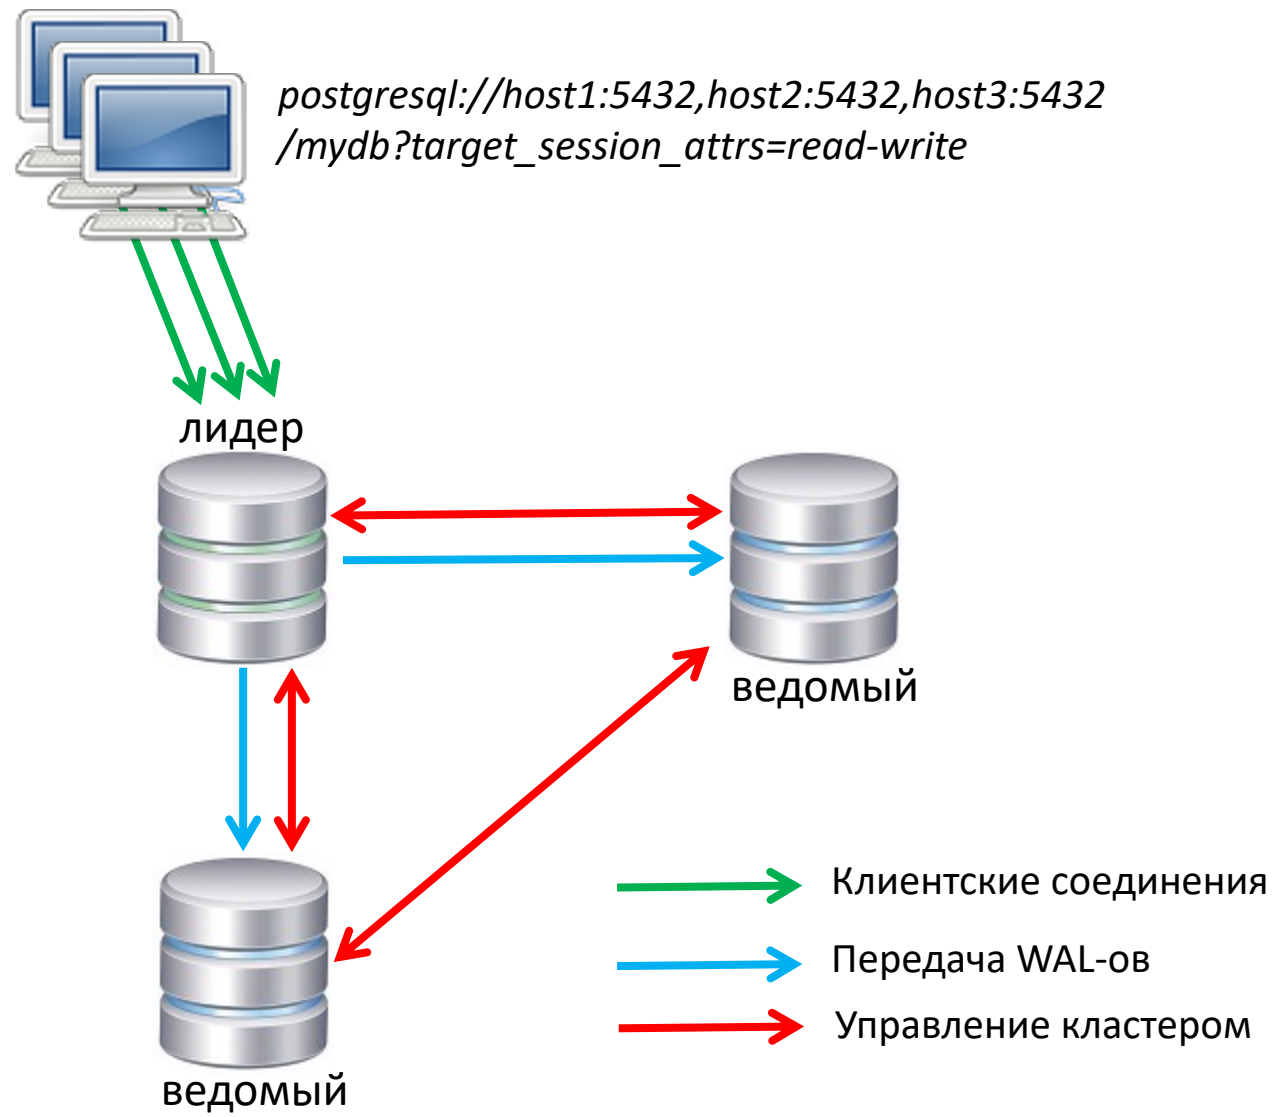 postgresql://host1:5432,host2:5432,host3:5432
/mydb?target_session_attrs=read-write
лидер
ведомый
Клиентские соединения
Передача WAL-ов
Управление кластером
ведомый